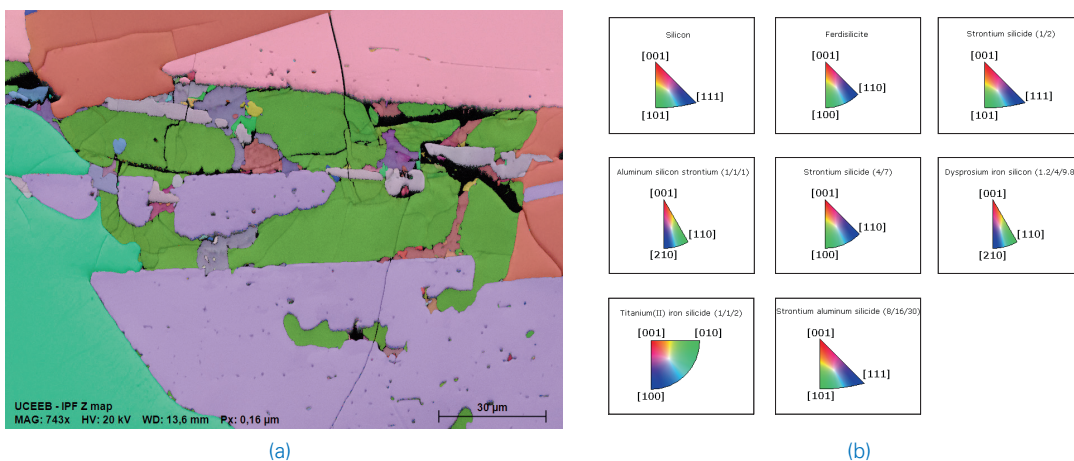 UCEEB - IPF Z map
MAG: 743x HV: 20 kV WD: 13,6 mm Px: 0,16 µm
30 µm
(a)
Silicon
[001]
[111]
[101]
Ferdisilicite
[001]
[110]
[100]
Strontium silicide (1/2)
[001]
[111]
[101]
Aluminum silicon strontium (1/1/1)
[001]
[110]
[210]
Strontium silicide (4/7)
[001]
[110]
[100]
Dysprosium iron silicon (1.2/4/9.8
[001]
[110]
[210]
Titanium(II) iron silicide (1/1/2)
[001] [010]
[100]
Strontium aluminum silicide (8/16/30)
[001]
[111]
[101]
(b)